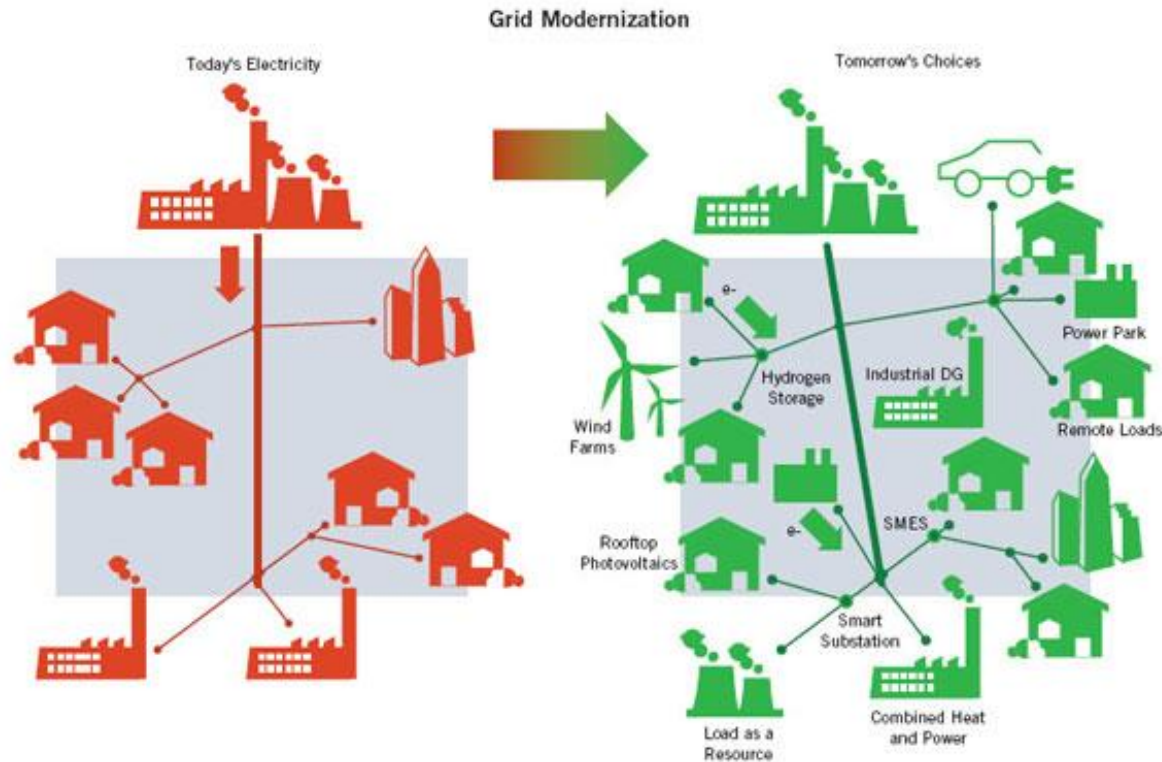 Grid Modernization
Today's Electricity
Tomorrow's Choices
e-
Power Park
Hydrogen
Storage
Industrial DG
Wind
Farms
Remote Loads
SMES
e-
Rooftop
Photovoltaics
Smart
Substation
Load as a
Resource
Combined Heat
and Power